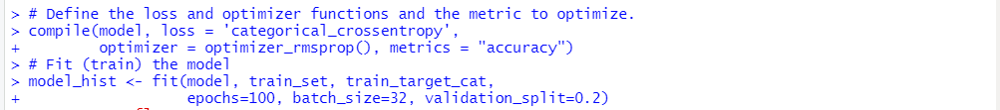 > # Define the loss and optimizer functions and the metric to optimize.
> compile(model, loss = 'categorical_crossentropy',
+         optimizer = optimizer_rmsprop(), metrics = "accuracy")
> # Fit (train) the model
> model_hist <- fit(model, train_set, train_target_cat,
+                   epochs=100, batch_size=32, validation_split=0.2)